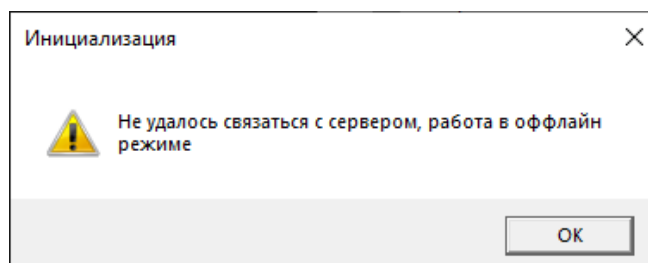 Инициализация
Не удалось связаться с сервером, работа в оффлайн
режиме
OK